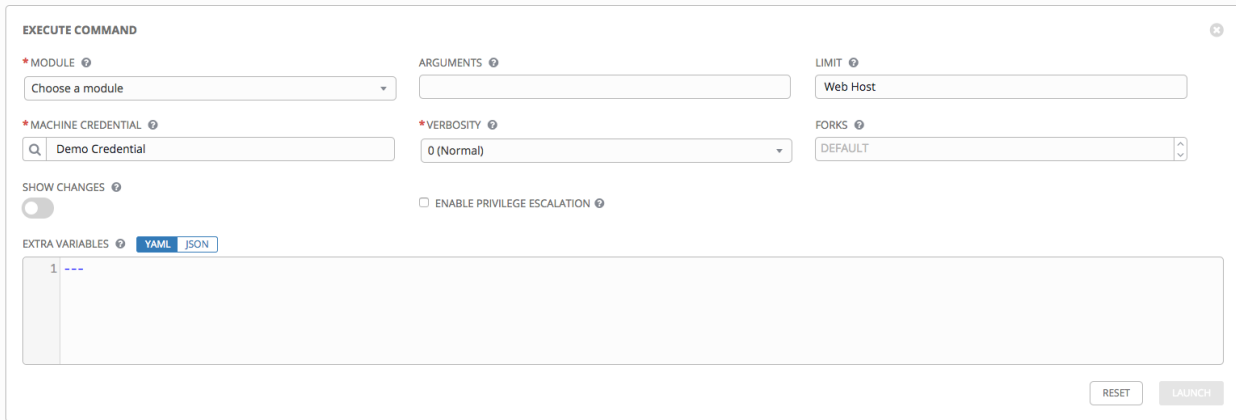 EXECUTE COMMAND
* MODULE
ARGUMENTS
LIMIT
Choose a module
Web Host
* MACHINE CREDENTIAL
* VERBOSITY
FORKS
Demo Credential
0 (Normal)
DEFAULT
SHOW CHANGES
ENABLE PRIVILEGE ESCALATION
EXTRA VARIABLES YAML JSON
1 ---
RESET LAUNCH